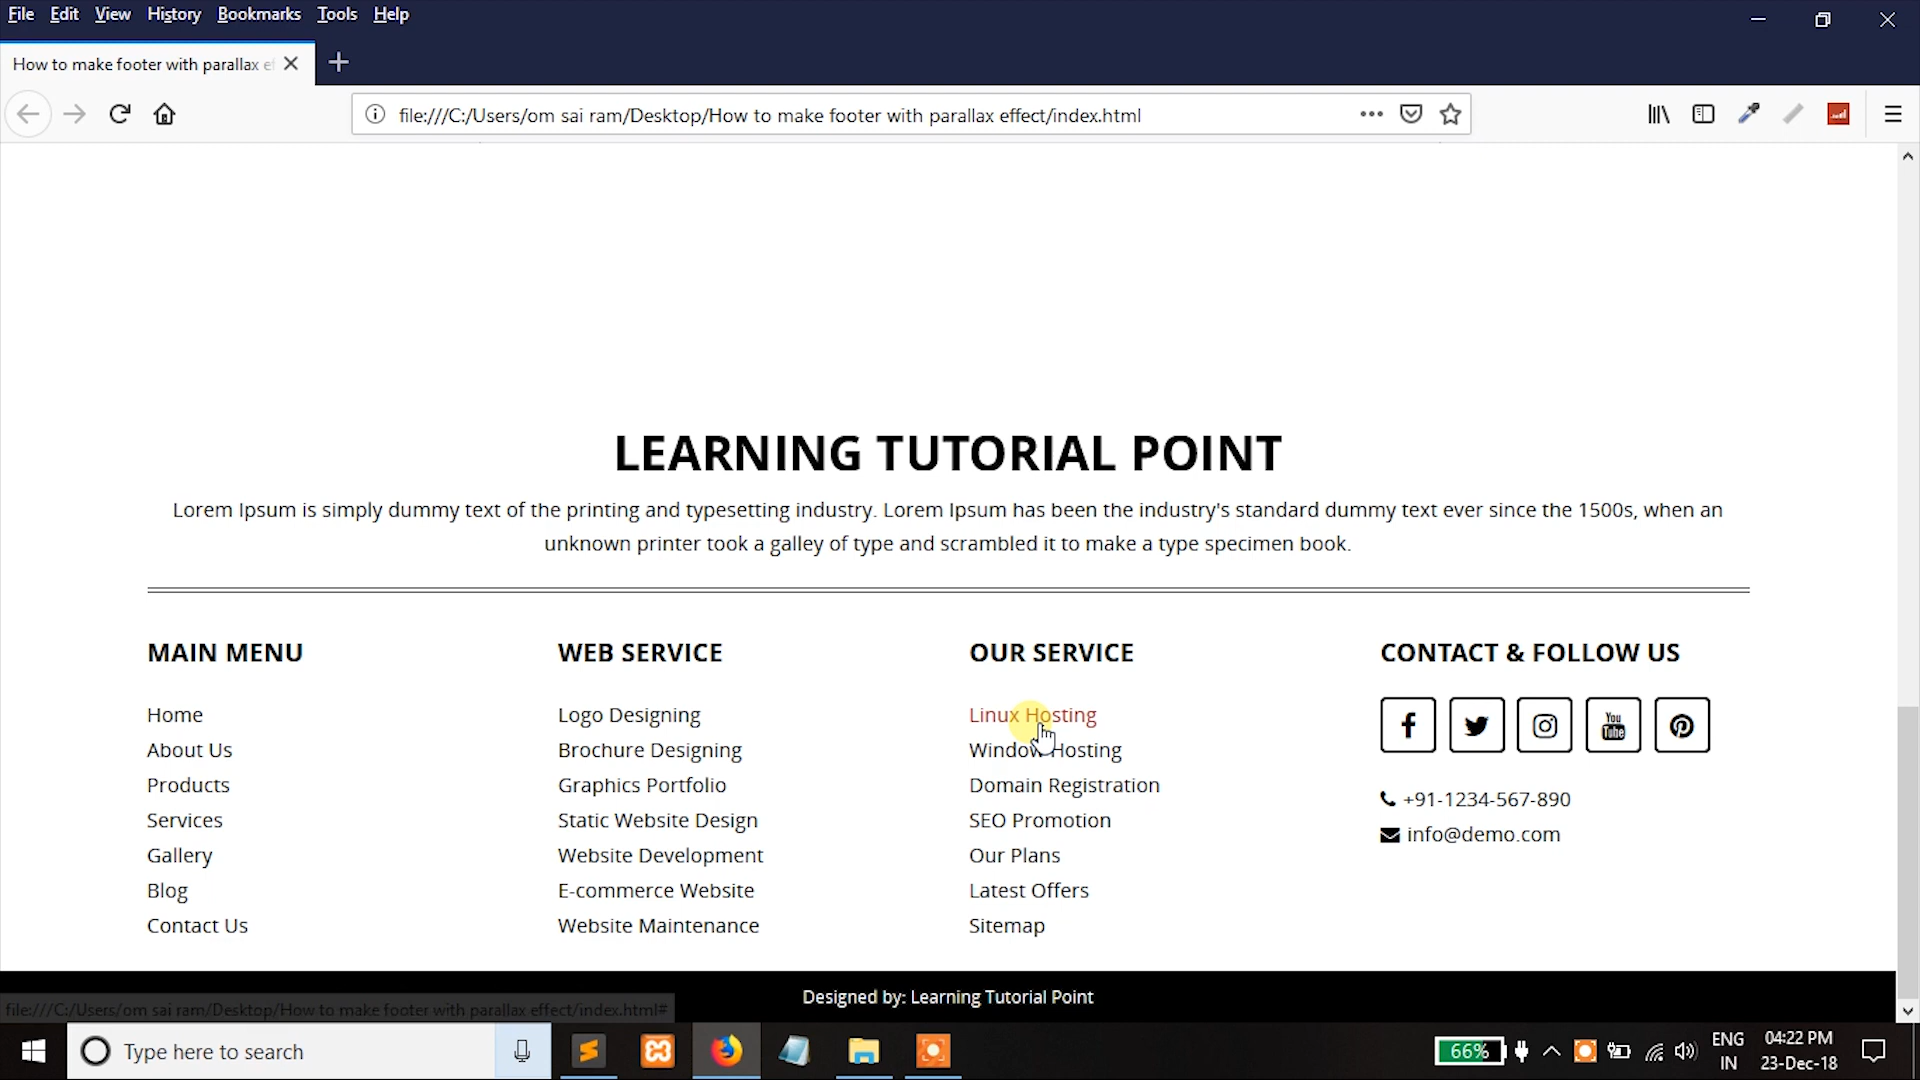 File Edit View History Bookmarks Tools Help
How to make footer with parallax e
file:///C:/Users/om sai ram/Desktop/How to make footer with parallax effect/index.html
LEARNING TUTORIAL POINT
Lorem Ipsum is simply dummy text of the printing and typesetting industry. Lorem Ipsum has been the industry's standard dummy text ever since the 1500s, when an
unknown printer took a galley of type and scrambled it to make a type specimen book.
MAIN MENU
Home
About Us
Products
Services
Gallery
Blog
Contact Us
WEB SERVICE
Logo Designing
Brochure Designing
Graphics Portfolio
Static Website Design
Website Development
E-commerce Website
Website Maintenance
OUR SERVICE
Linux Hosting
Window Hosting
Domain Registration
SEO Promotion
Our Plans
Latest Offers
Sitemap
CONTACT & FOLLOW US
You
Tube
+91-1234-567-890
info@demo.com
Designed by: Learning Tutorial Point
file:///C:/Users/om sai ram/Desktop/How to make footer with parallax effect/index.html#
Type here to search
66%
ENG
IN
04:22 PM
23-Dec-18